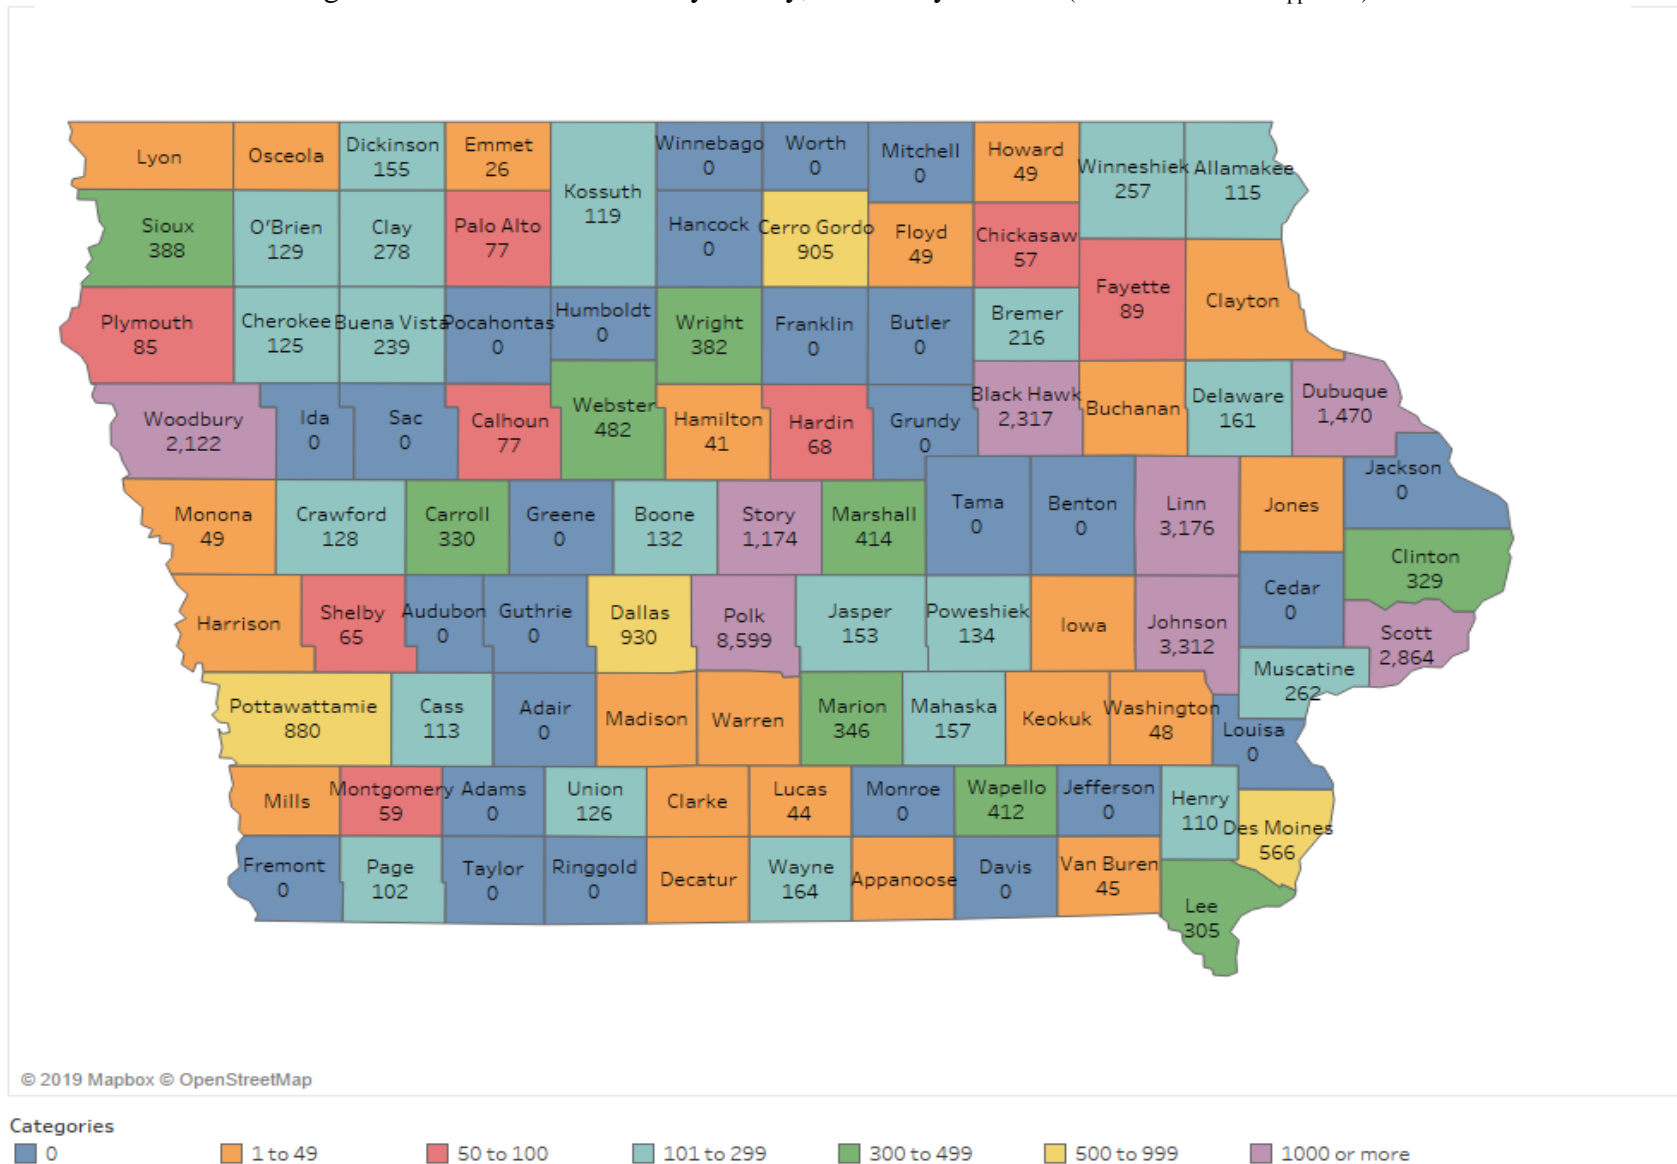 Lyon
Osceola
Dickinson
155
Emmet
26
Kossuth
119
Winnebago
0
Worth
0
Mitchell
0
Howard
49
Winneshiek
257
Allamakee
115
Sioux
388
O'Brien
129
Clay
278
Palo Alto
77
Hancock
0
Cerro Gordo
905
Floyd
49
Chickasaw
57
Fayette
89
Clayton
Plymouth
85
Cherokee
125
Buena Vista
239
Pocahontas
0
Humboldt
0
Wright
382
Franklin
0
Butler
0
Bremer
216
Woodbury
2,122
Ida
0
Sac
0
Calhoun
77
Webster
482
Hamilton
41
Hardin
68
Grundy
0
Black Hawk
2,317
Buchanan
Delaware
161
Dubuque
1,470
Jackson
0
Monona
49
Crawford
128
Carroll
330
Greene
0
Boone
132
Story
1,174
Marshall
414
Tama
0
Benton
0
Linn
3,176
Jones
Clinton
329
Harrison
Shelby
65
Audubon
0
Guthrie
0
Dallas
930
Polk
8,599
Jasper
153
Poweshiek
134
Iowa
Johnson
3,312
Cedar
0
Scott
2,864
Muscatine
262
Pottawattamie
880
Cass
113
Adair
0
Madison
Warren
Marion
346
Mahaska
157
Keokuk
Washington
48
Louisa
0
Mills
Montgomery
59
Adams
0
Union
126
Clarke
Lucas
44
Monroe
0
Wapello
412
Jefferson
0
Henry
110
Des Moines
566
Fremont
0
Page
102
Taylor
0
Ringgold
0
Decatur
Wayne
164
Appanoose
Davis
0
Van Buren
45
Lee
305
© 2019 Mapbox © OpenStreetMap
Categories
0
1 to 49
50 to 100
101 to 299
300 to 499
500 to 999
1000 or more